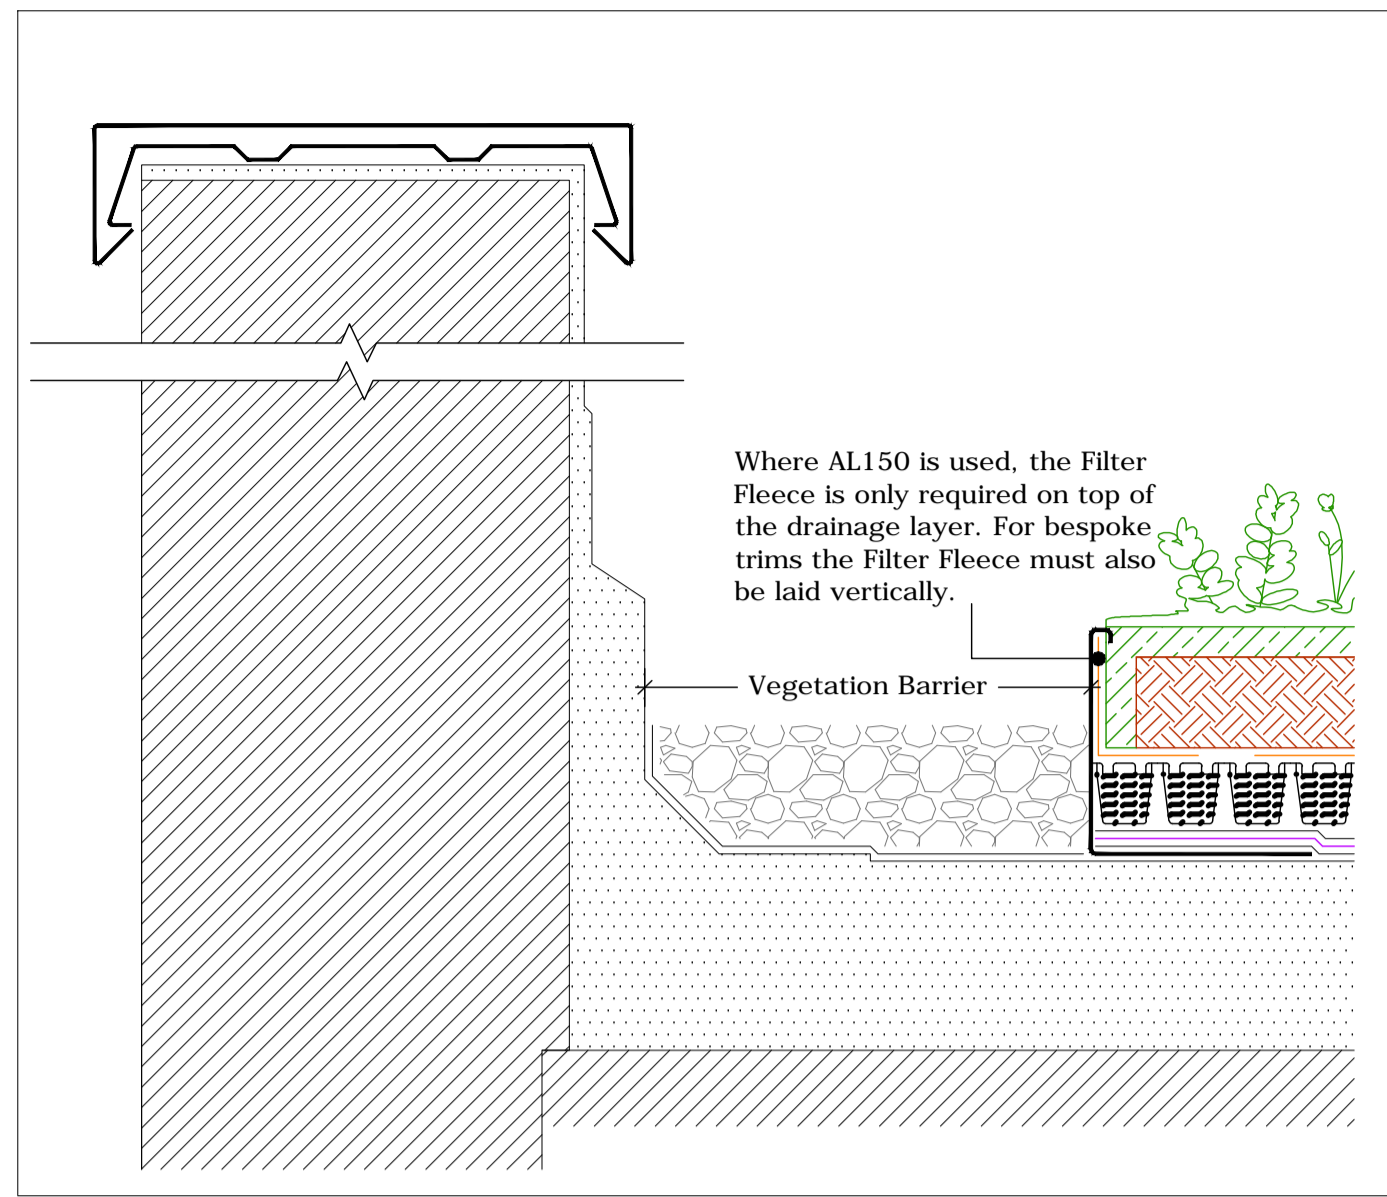 Where AL150 is used, the Filter
Fleece is only required on top of
the drainage layer. For bespoke
trims the Filter Fleece must also
be laid vertically.
Vegetation Barrier